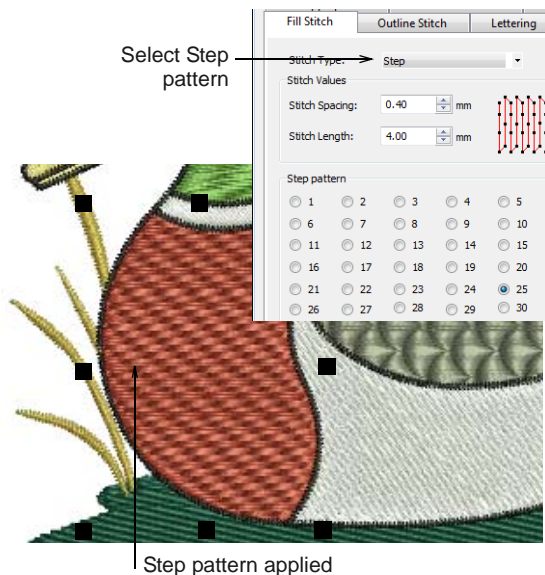 Fill Stitch Outline Stitch Lettering
Select Step
pattern
Stitch Type: Step
Stitch Values
Stitch Spacing: 0.40 mm
Stitch Length: 4.00 mm
Step pattern
1 2 3 4 5
6 7 8 9 10
11 12 13 14 15
16 17 18 19 20
21 22 23 24 25
26 27 28 29 30
Step pattern applied